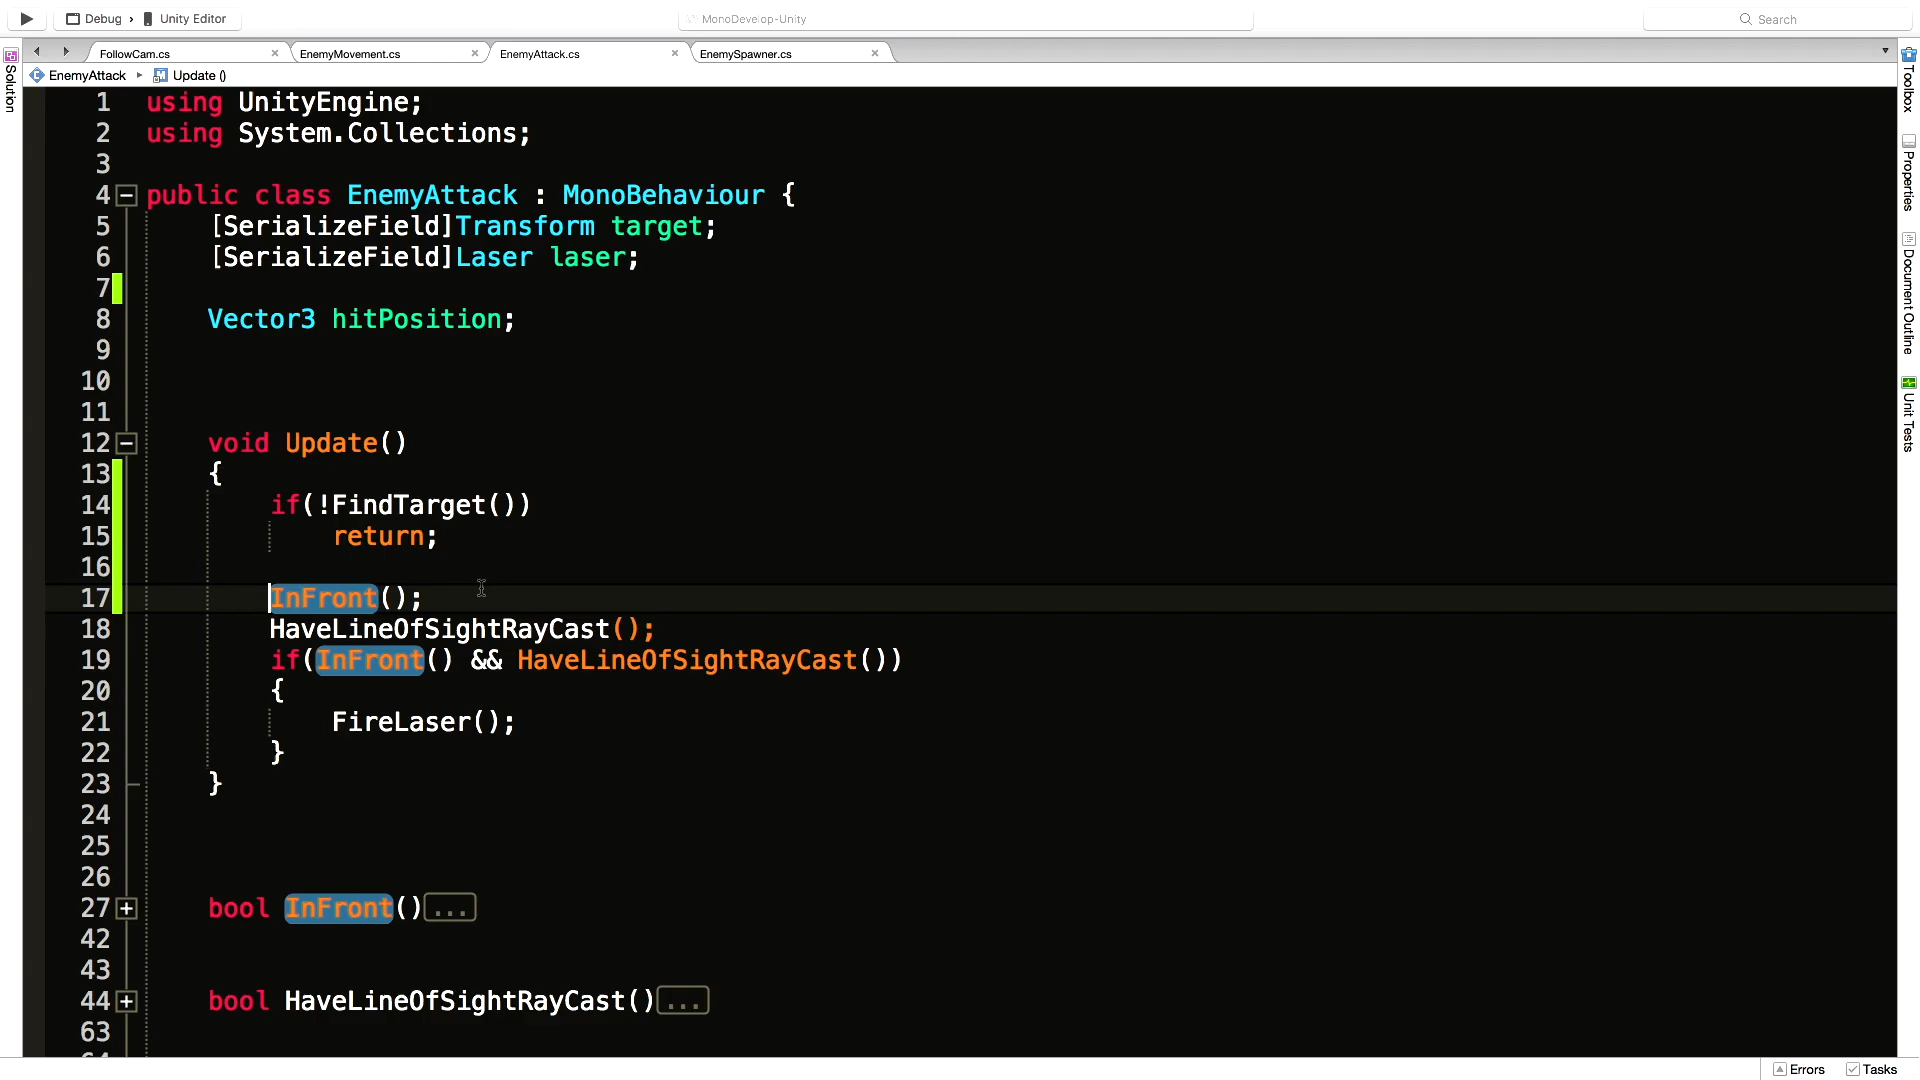 Debug › Unity Editor
MonoDevelop-Unity
Search
FollowCam.cs
EnemyMovement.cs
EnemyAttack.cs
EnemySpawner.cs
EnemyAttack
Update ()
Solution
Toolbox
Properties
Document Outline
Unit Tests
1 using UnityEngine;
2 using System.Collections;
3
4 public class EnemyAttack : MonoBehaviour {
5 [SerializeField]Transform target;
6 [SerializeField]Laser laser;
7
8 Vector3 hitPosition;
9
10
11
12 void Update()
13 {
14 if(!FindTarget())
15 return;
16
17 InFront();
18 HaveLineOfSightRayCast();
19 if(InFront() && HaveLineOfSightRayCast())
20 {
21 FireLaser();
22 }
23 }
24
25
26
27 bool InFront()...
42
43
44 bool HaveLineOfSightRayCast()...
63
Errors
Tasks